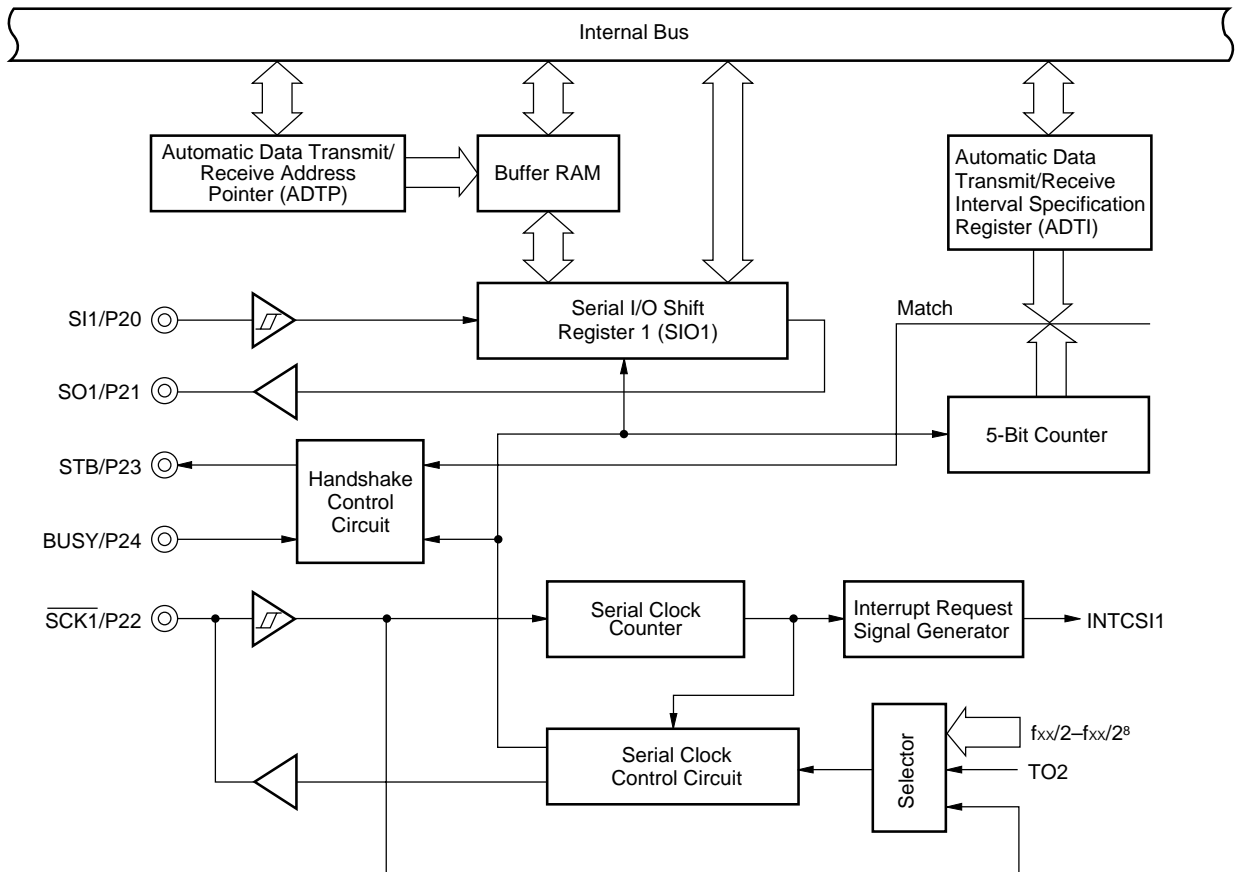 Internal Bus
Automatic Data Transmit/
Receive Address
Pointer (ADTP)
Buffer RAM
Automatic Data
Transmit/Receive
Interval Specification
Register (ADTI)
SI1/P20
Serial I/O Shift
Register 1 (SIO1)
Match
SO1/P21
5-Bit Counter
STB/P23
Handshake
Control
Circuit
BUSY/P24
SCK1/P22
Serial Clock
Counter
Interrupt Request
Signal Generator
INTCSI1
Serial Clock
Control Circuit
Selector
fxx/2–fxx/2⁸
TO2